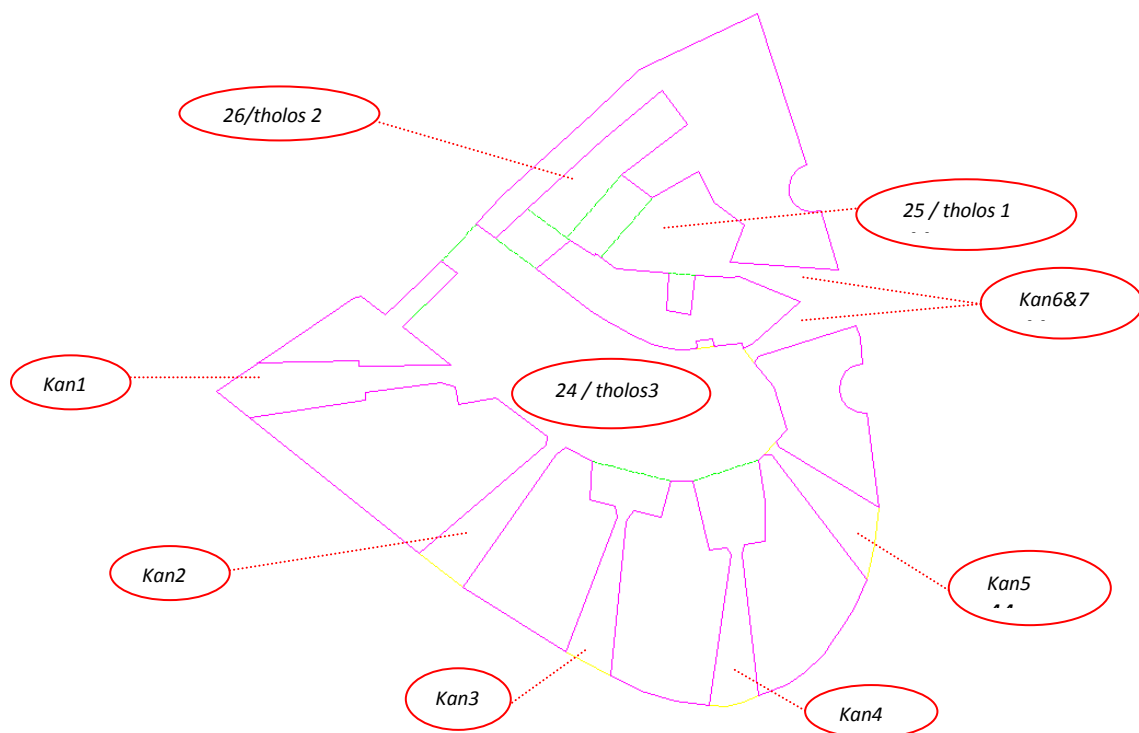 26/tholos 2
25 / tholos 1
Kan6&7
Kan1
24 / tholos3
Kan2
Kan5
Kan3
Kan4